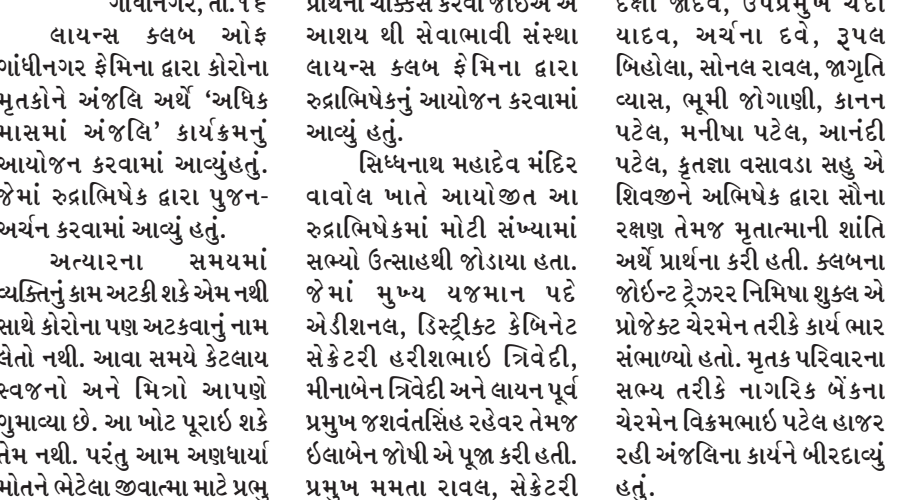 ગાંધીનગર, તા.૧૬
લાયન્સ ક્લબ ઓફ
ગાંધીનગર ફેમિના દ્વારા કોરોના
મૃતકોને અંજલિ અર્થે ‘અધિક
માસમાં અંજલિ’ કાર્યક્રમનું
આયોજન કરવામાં આવ્યુંહતું.
જેમાં રુદ્રાભિષેક દ્વારા પુજન-
અર્ચન કરવામાં આવ્યું હતું.
અત્યારના સમયમાં
વ્યક્તિનું કામ અટકી શકે એમ નથી
સાથે કોરોના પણ અટકવાનું નામ
લેતો નથી. આવા સમયે કેટલાય
સ્વજનો અને મિત્રો આપણે
ગુમાવ્યા છે. આ ખોટ પૂરાઇ શકે
તેમ નથી. પરંતુ આમ અણધાર્યા
મોતને ભેટેલા જીવાત્મા માટે પ્રભુ
પ્રાર્થના ચોક્કસ કરવી જોઇએ એ
આશય થી સેવાભાવી સંસ્થા
લાયન્સ ક્લબ ફેમિના દ્વારા
રુદ્રાભિષેકનું આયોજન કરવામાં
આવ્યું હતું.
સિધ્ધનાથ મહાદેવ મંદિર
વાવોલ ખાતે આયોજીત આ
રુદ્રાભિષેકમાં મોટી સંખ્યામાં
સભ્યો ઉત્સાહથી જોડાયા હતા.
જેમાં મુખ્ય યજમાન પદે
એડીશનલ, ડિસ્ટ્રીક્ટ કેબિનેટ
સેક્રેટરી હરીશભાઇ ત્રિવેદી,
મીનાબેન ત્રિવેદી અને લાયન પૂર્વ
પ્રમુખ જશવંતસિંહ રહેવર તેમજ
ઇલાબેન જોષી એ પૂજા કરી હતી.
પ્રમુખ મમતા રાવલ, સેક્રેટરી
દક્ષા જાદવ, ઉપપ્રમુખ ચંદા
યાદવ, અર્ચના દવે, રૂપલ
બિહોલા, સોનલ રાવલ, જાગૃતિ
વ્યાસ, ભૂમી જોગાણી, કાનન
પટેલ, મનીષા પટેલ, આનંદી
પટેલ, કૃતજ્ઞા વસાવડા સહુ એ
શિવજીને અભિષેક દ્વારા સૌના
રક્ષણ તેમજ મૃતાત્માની શાંતિ
અર્થે પ્રાર્થના કરી હતી. ક્લબના
જોઇન્ટ ટ્રેઝરર નિમિષા શુક્લ એ
પ્રોજેક્ટ ચેરમેન તરીકે કાર્ય ભાર
સંભાળ્યો હતો. મૃતક પરિવારના
સભ્ય તરીકે નાગરિક બેંકના
ચેરમેન વિક્રમભાઇ પટેલ હાજર
રહી અંજલિના કાર્યને બીરદાવ્યું
હતું.